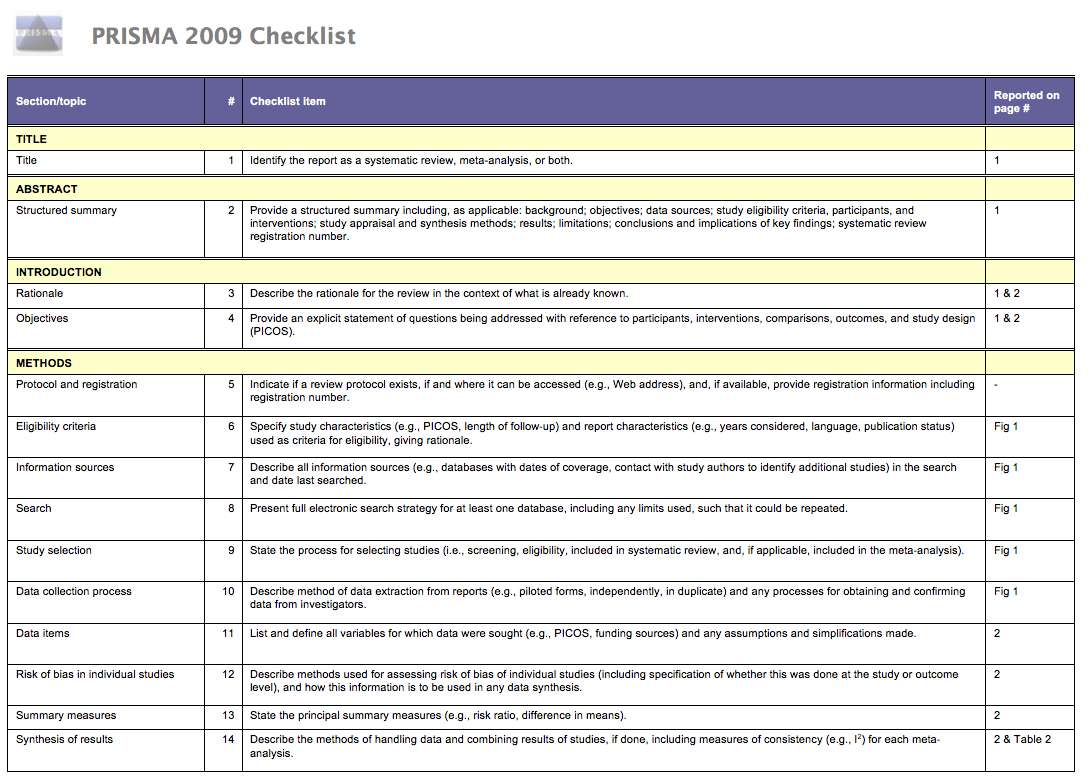 PRISMA
PRISMA 2009 Checklist
Section/topic # Checklist item Reported on page #
TITLE
Title 1 Identify the report as a systematic review, meta-analysis, or both. 1
ABSTRACT
Structured summary 2 Provide a structured summary including, as applicable: background; objectives; data sources; study eligibility criteria, participants, and 1
interventions; study appraisal and synthesis methods; results; limitations; conclusions and implications of key findings; systematic review
registration number.
INTRODUCTION
Rationale 3 Describe the rationale for the review in the context of what is already known. 1 & 2
Objectives 4 Provide an explicit statement of questions being addressed with reference to participants, interventions, comparisons, outcomes, and study design 1 & 2
(PICOS).
METHODS
Protocol and registration 5 Indicate if a review protocol exists, if and where it can be accessed (e.g., Web address), and, if available, provide registration information including -
registration number.
Eligibility criteria 6 Specify study characteristics (e.g., PICOS, length of follow-up) and report characteristics (e.g., years considered, language, publication status) Fig 1
used as criteria for eligibility, giving rationale.
Information sources 7 Describe all information sources (e.g., databases with dates of coverage, contact with study authors to identify additional studies) in the search Fig 1
and date last searched.
Search 8 Present full electronic search strategy for at least one database, including any limits used, such that it could be repeated. Fig 1
Study selection 9 State the process for selecting studies (i.e., screening, eligibility, included in systematic review, and, if applicable, included in the meta-analysis). Fig 1
Data collection process 10 Describe method of data extraction from reports (e.g., piloted forms, independently, in duplicate) and any processes for obtaining and confirming Fig 1
data from investigators.
Data items 11 List and define all variables for which data were sought (e.g., PICOS, funding sources) and any assumptions and simplifications made. 2
Risk of bias in individual studies 12 Describe methods used for assessing risk of bias of individual studies (including specification of whether this was done at the study or outcome 2
level), and how this information is to be used in any data synthesis.
Summary measures 13 State the principal summary measures (e.g., risk ratio, difference in means). 2
Synthesis of results 14 Describe the methods of handling data and combining results of studies, if done, including measures of consistency (e.g., I²) for each meta- 2 & Table 2
analysis.